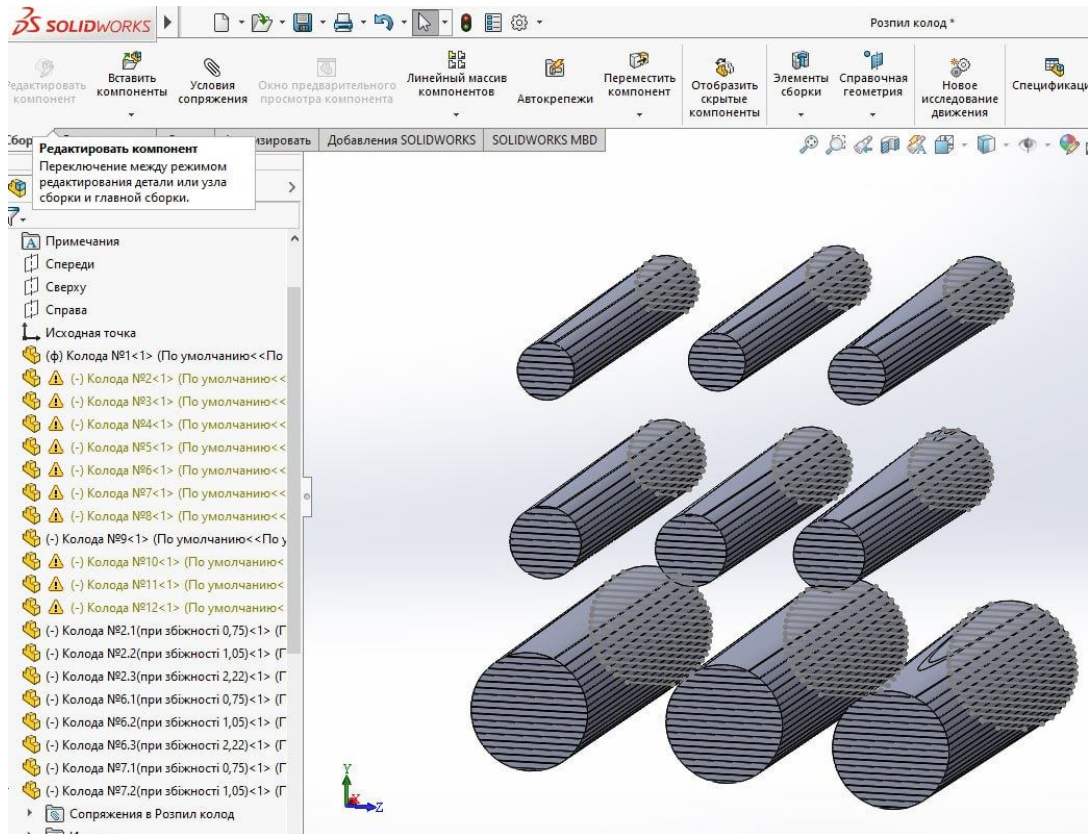 SOLIDWORKS
Розпил колод *
Редактировать компонент
Вставить компоненты
Условия сопряжения
Окно предварительного просмотра компонента
Линейный массив компонентов
Автокрепежи
Переместить компонент
Отобразить скрытые компоненты
Элементы сборки
Справочная геометрия
Новое исследование движения
Спецификаци
Сбор
изировать
Добавления SOLIDWORKS
SOLIDWORKS MBD
Редактировать компонент
Переключение между режимом
редактирования детали или узла
сборки и главной сборки.
Примечания
Спереди
Сверху
Справа
Исходная точка
(ф) Колода №1<1> (По умолчанию<<По
(-) Колода №2<1> (По умолчанию<<
(-) Колода №3<1> (По умолчанию<<
(-) Колода №4<1> (По умолчанию<<
(-) Колода №5<1> (По умолчанию<<
(-) Колода №6<1> (По умолчанию<<
(-) Колода №7<1> (По умолчанию<<
(-) Колода №8<1> (По умолчанию<<
(-) Колода №9<1> (По умолчанию<<По у
(-) Колода №10<1> (По умолчанию<
(-) Колода №11<1> (По умолчанию<
(-) Колода №12<1> (По умолчанию<
(-) Колода №2.1(при збіжності 0,75)<1> (Г
(-) Колода №2.2(при збіжності 1,05)<1> (Г
(-) Колода №2.3(при збіжності 2,22)<1> (Г
(-) Колода №6.1(при збіжності 0,75)<1> (Г
(-) Колода №6.2(при збіжності 1,05)<1> (Г
(-) Колода №6.3(при збіжності 2,22)<1> (Г
(-) Колода №7.1(при збіжності 0,75)<1> (Г
(-) Колода №7.2(при збіжності 1,05)<1> (Г
Сопряжения в Розпил колод
Y
X
Z